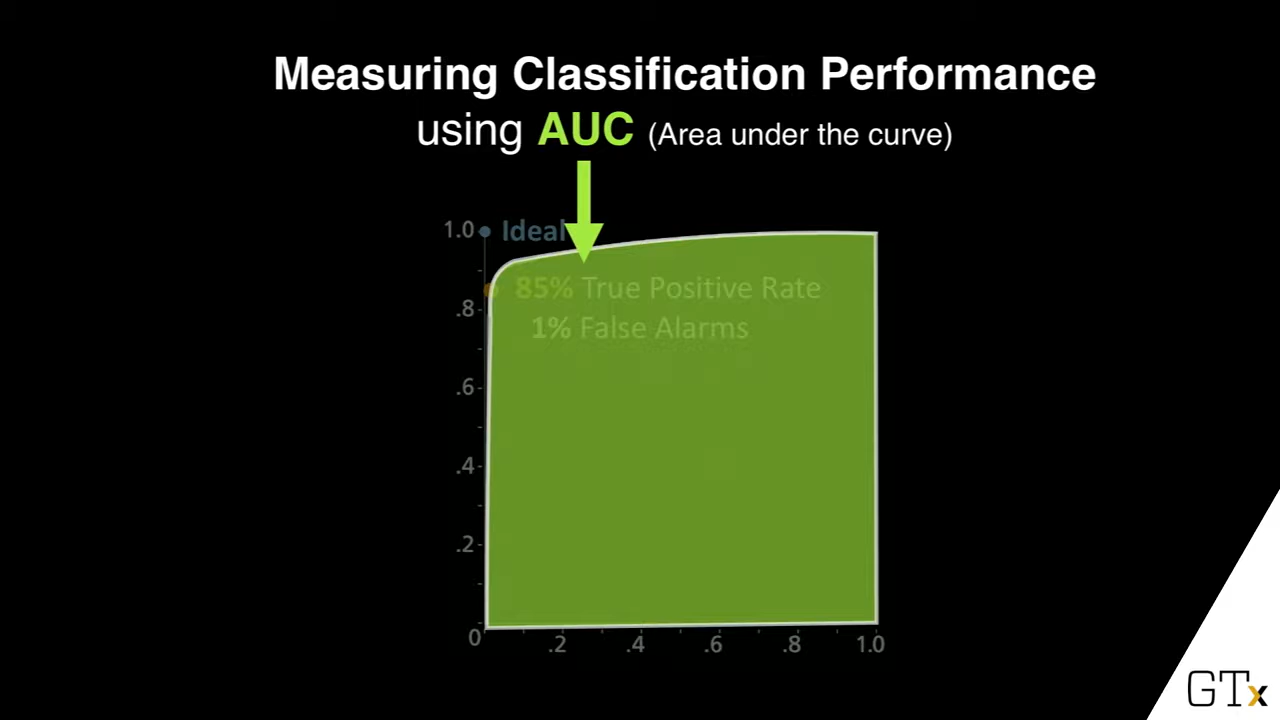 Measuring Classification Performance
using AUC (Area under the curve)
1.0 Ideal
85% True Positive Rate
.8
1% False Alarms
.6
.4
.2
0
.2 .4 .6 .8 1.0
GTx